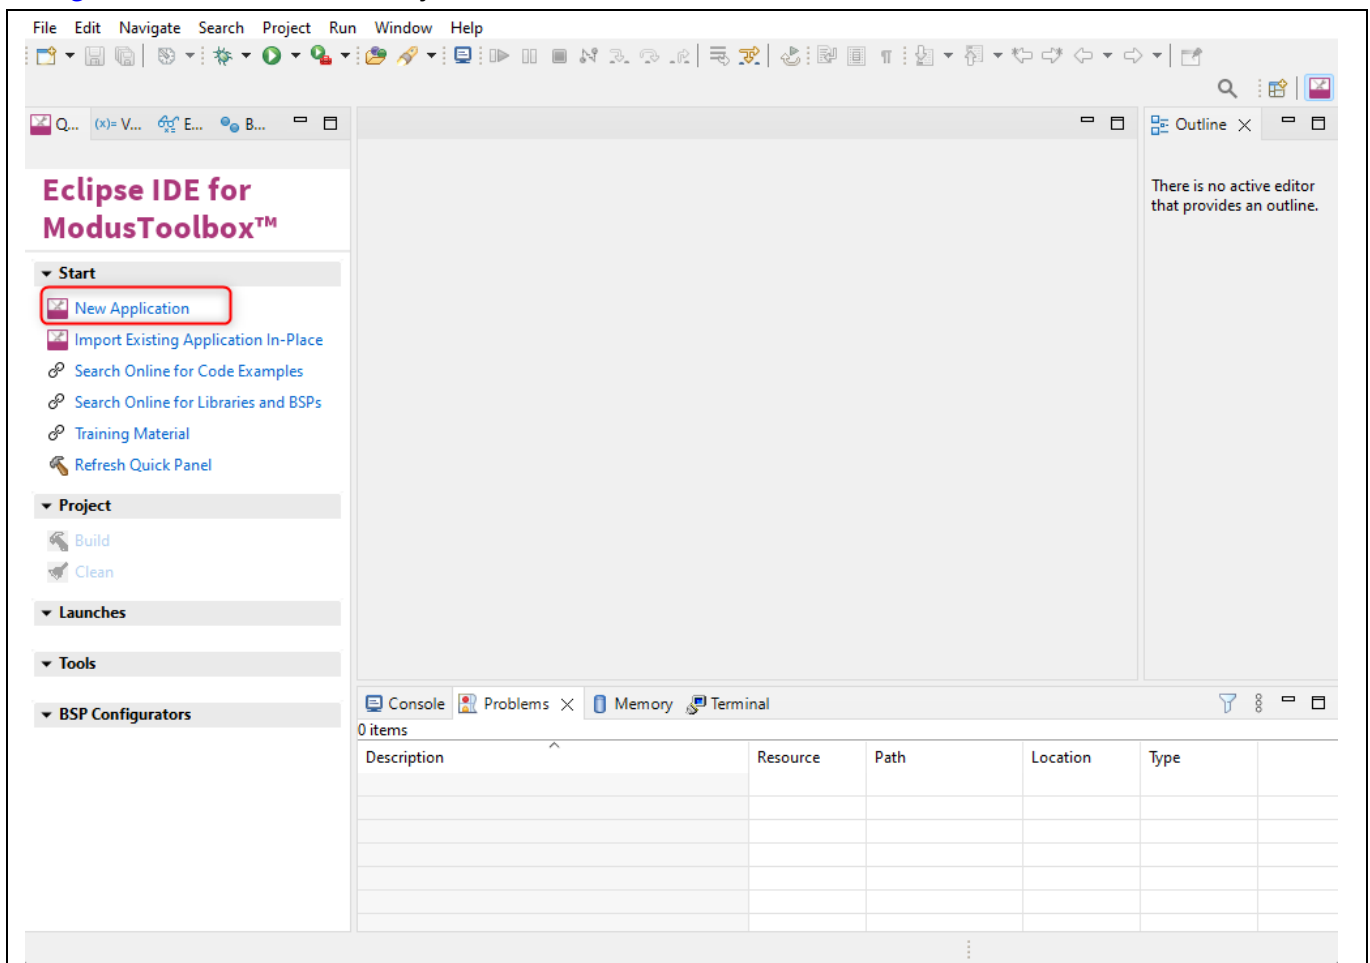 File Edit Navigate Search Project Run Window Help
Q... (x)= V... E... B...
Outline
Eclipse IDE for
ModusToolbox™
There is no active editor
that provides an outline.
Start
New Application
Import Existing Application In-Place
Search Online for Code Examples
Search Online for Libraries and BSPs
Training Material
Refresh Quick Panel
Project
Build
Clean
Launches
Tools
BSP Configurators
Console Problems Memory Terminal
0 items
Description Resource Path Location Type